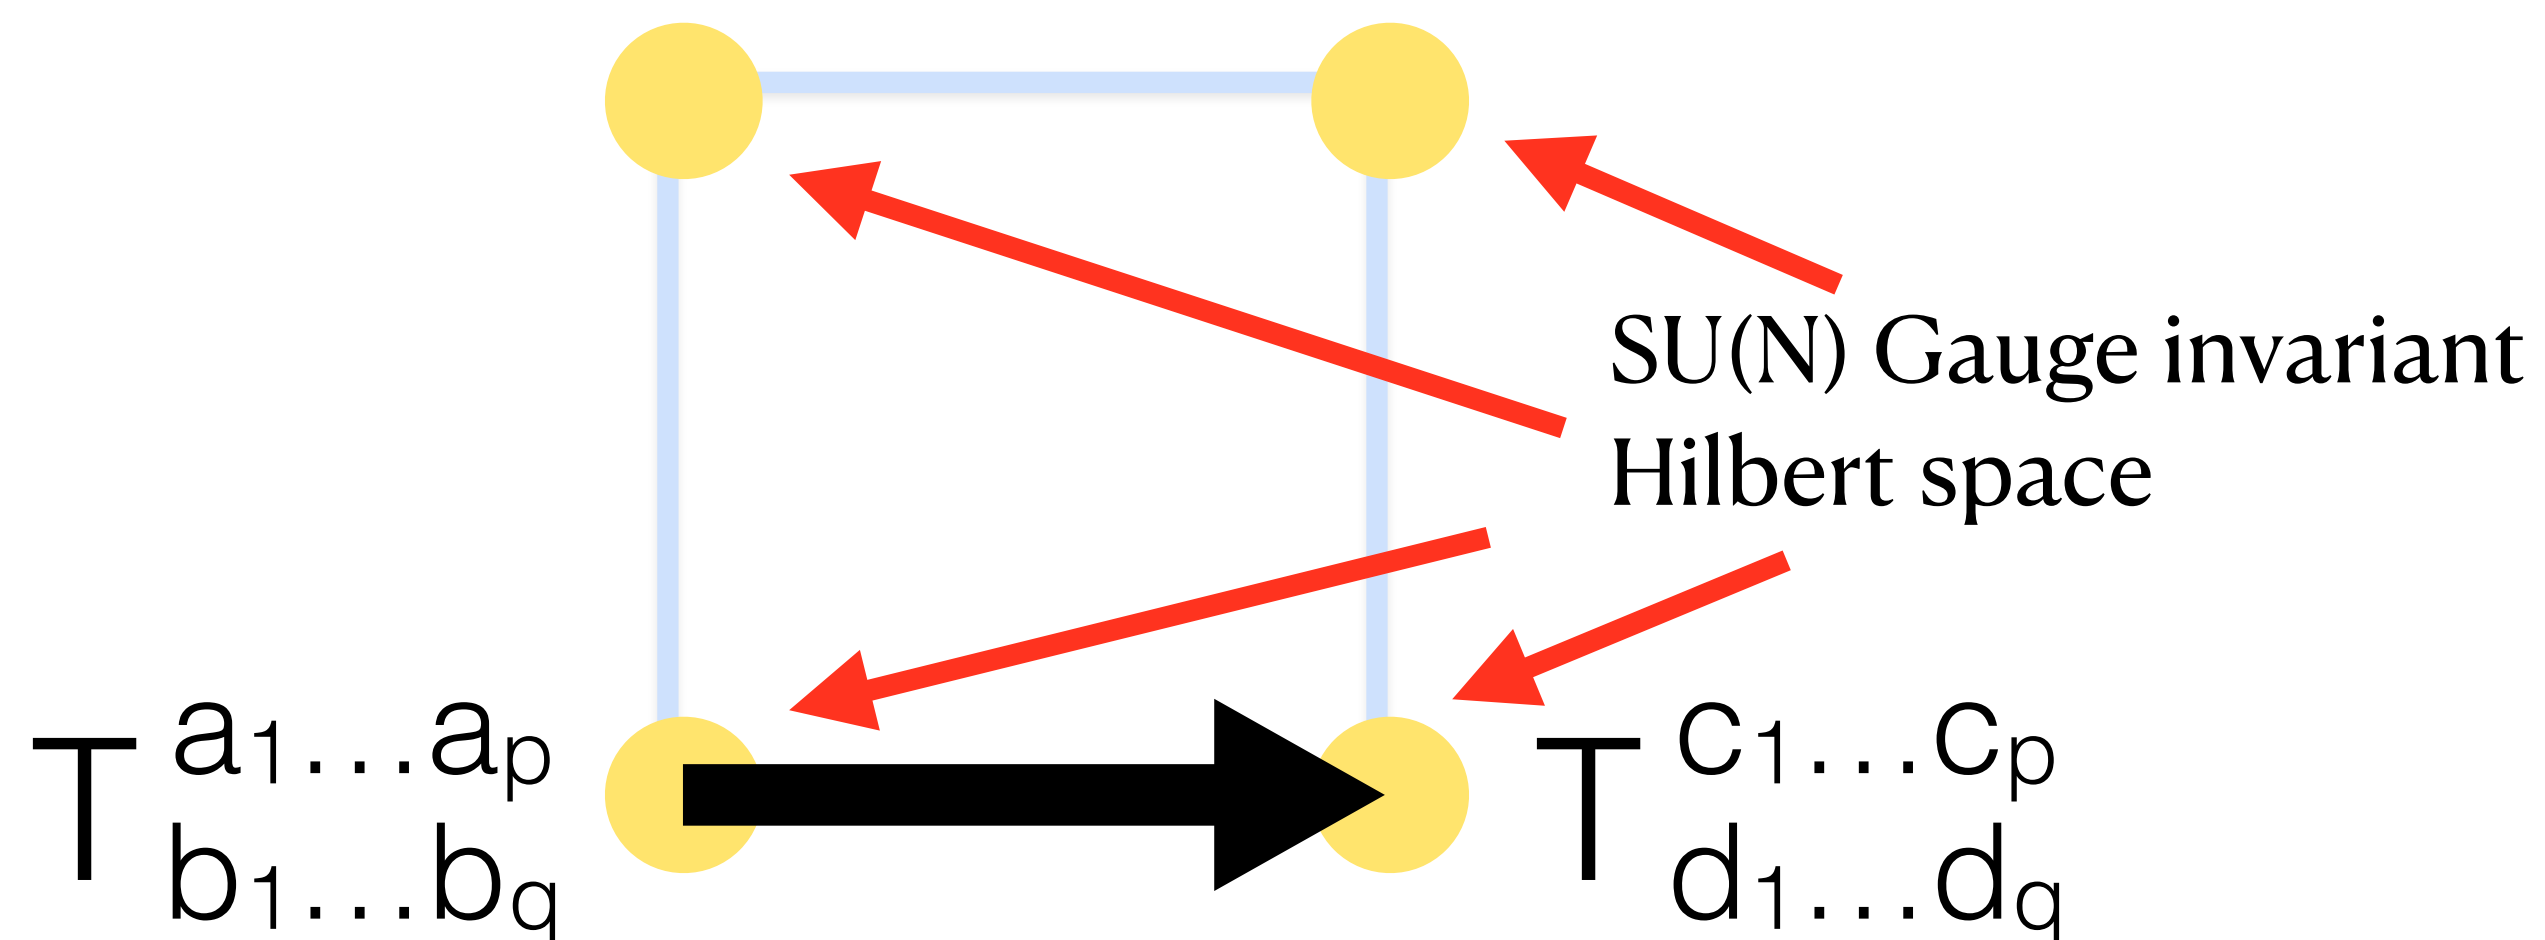 SU(N) Gauge invariant
Hilbert space
T a1...ap b1...bq
T c1...cp d1...dq